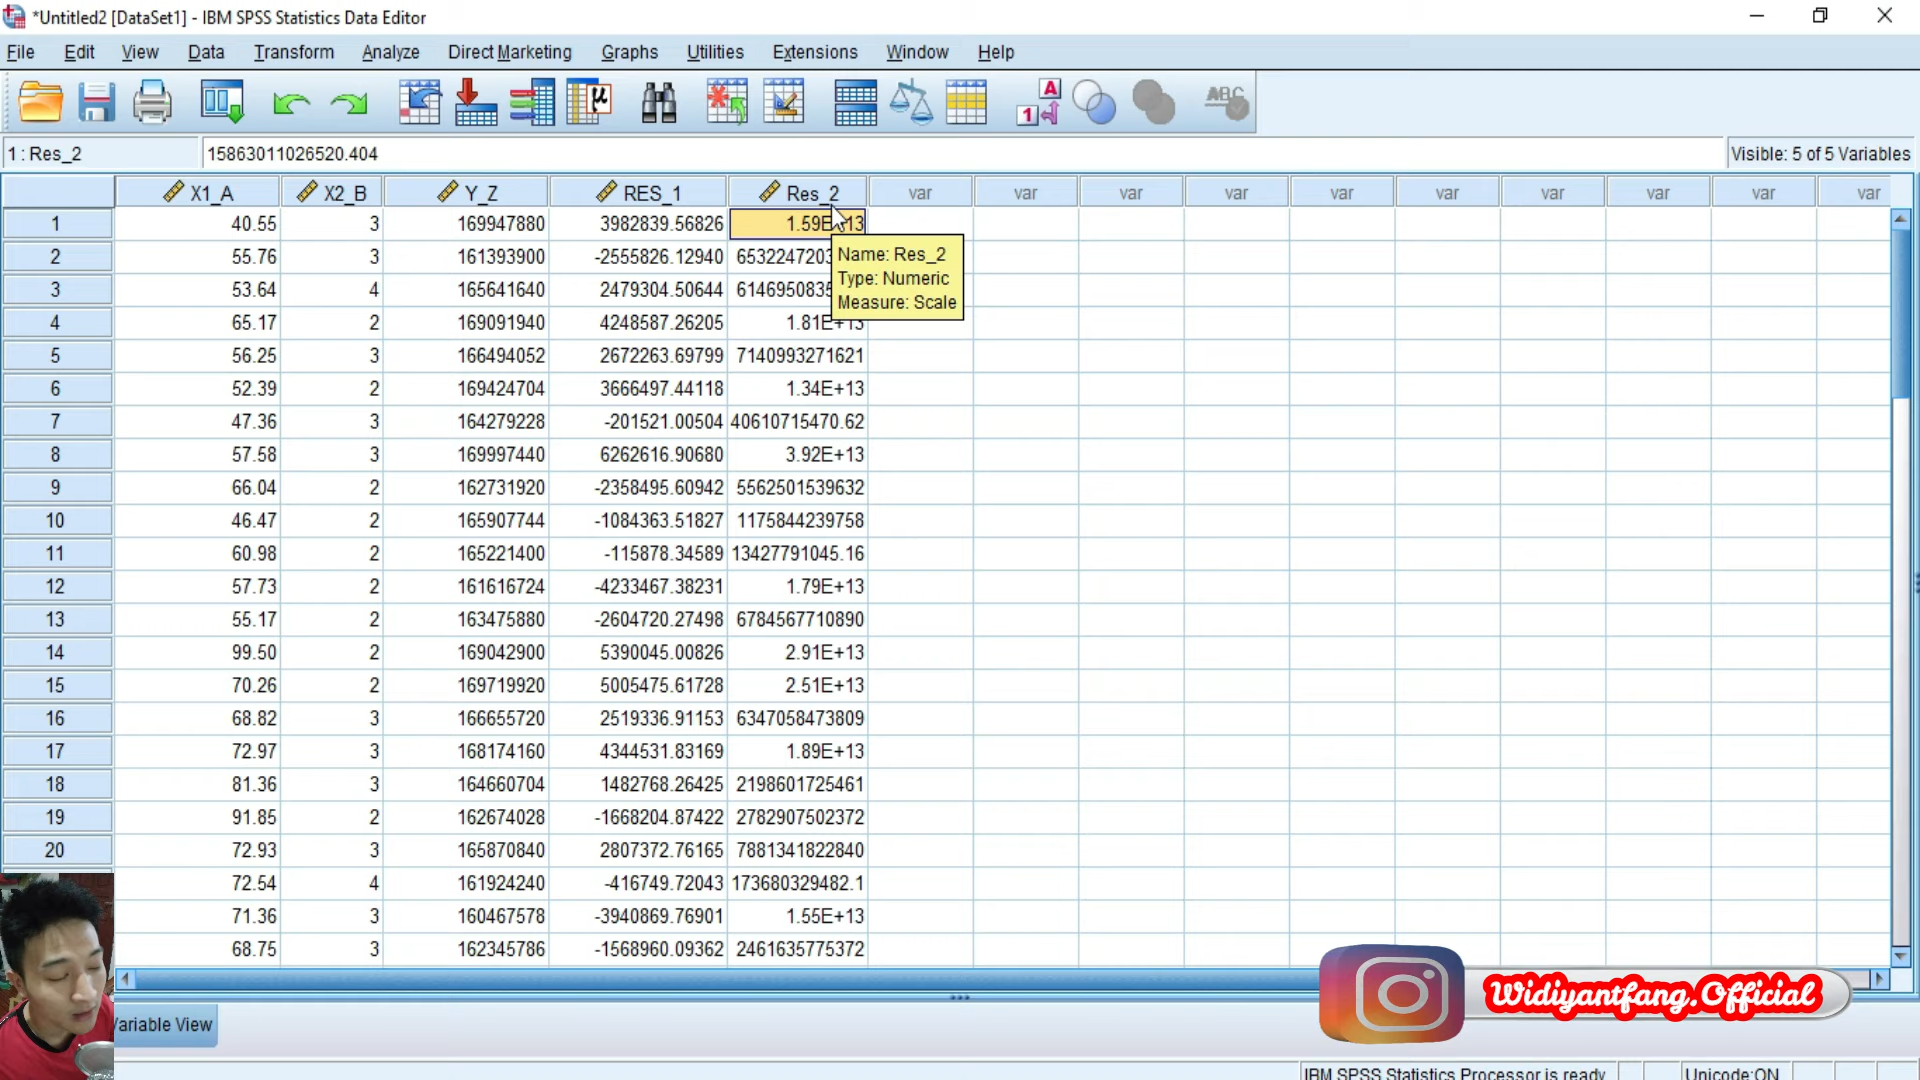 *Untitled2 [DataSet1] - IBM SPSS Statistics Data Editor
File Edit View Data Transform Analyze Direct Marketing Graphs Utilities Extensions Window Help
1 : Res_2 15863011026520.404 Visible: 5 of 5 Variables
X1_A X2_B Y_Z RES_1 Res_2 var var var var var var var var var var
1 40.55 3 169947880 3982839.56826
2 55.76 3 161393900 -2555826.12940
3 53.64 4 165641640 2479304.50644
4 65.17 2 169091940 4248587.26205 1.81E+13
5 56.25 3 166494052 2672263.69799 7140993271621
6 52.39 2 169424704 3666497.44118 1.34E+13
7 47.36 3 164279228 -201521.00504 40610715470.62
8 57.58 3 169997440 6262616.90680 3.92E+13
9 66.04 2 162731920 -2358495.60942 5562501539632
10 46.47 2 165907744 -1084363.51827 1175844239758
11 60.98 2 165221400 -115878.34589 13427791045.16
12 57.73 2 161616724 -4233467.38231 1.79E+13
13 55.17 2 163475880 -2604720.27498 6784567710890
14 99.50 2 169042900 5390045.00826 2.91E+13
15 70.26 2 169719920 5005475.61728 2.51E+13
16 68.82 3 166655720 2519336.91153 6347058473809
17 72.97 3 168174160 4344531.83169 1.89E+13
18 81.36 3 164660704 1482768.26425 2198601725461
19 91.85 2 162674028 -1668204.87422 2782907502372
20 72.93 3 165870840 2807372.76165 7881341822840
72.54 4 161924240 -416749.72043 173680329482.1
71.36 3 160467578 -3940869.76901 1.55E+13
68.75 3 162345786 -1568960.09362 2461635775372
Name: Res_2
Type: Numeric
Measure: Scale
Variable View
Widiyantfang.Official
IBM SPSS Statistics Processor is ready Unicode:ON